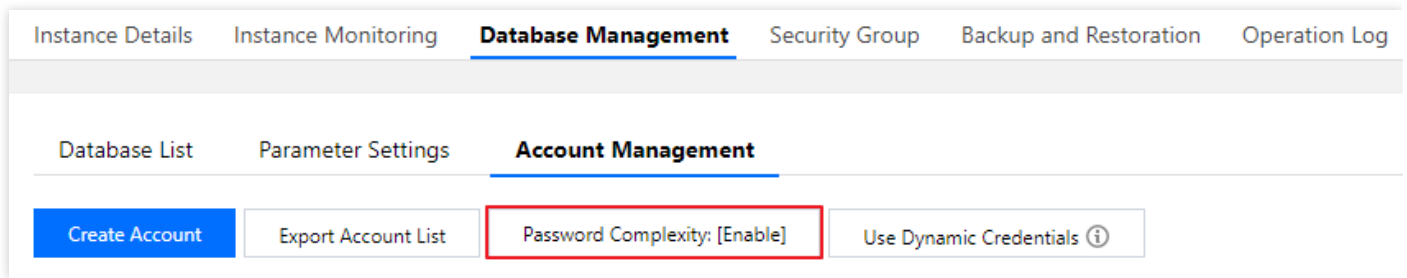 Instance Details Instance Monitoring Database Management Security Group Backup and Restoration Operation Log
Database List Parameter Settings Account Management
Create Account Export Account List Password Complexity: [Enable] Use Dynamic Credentials